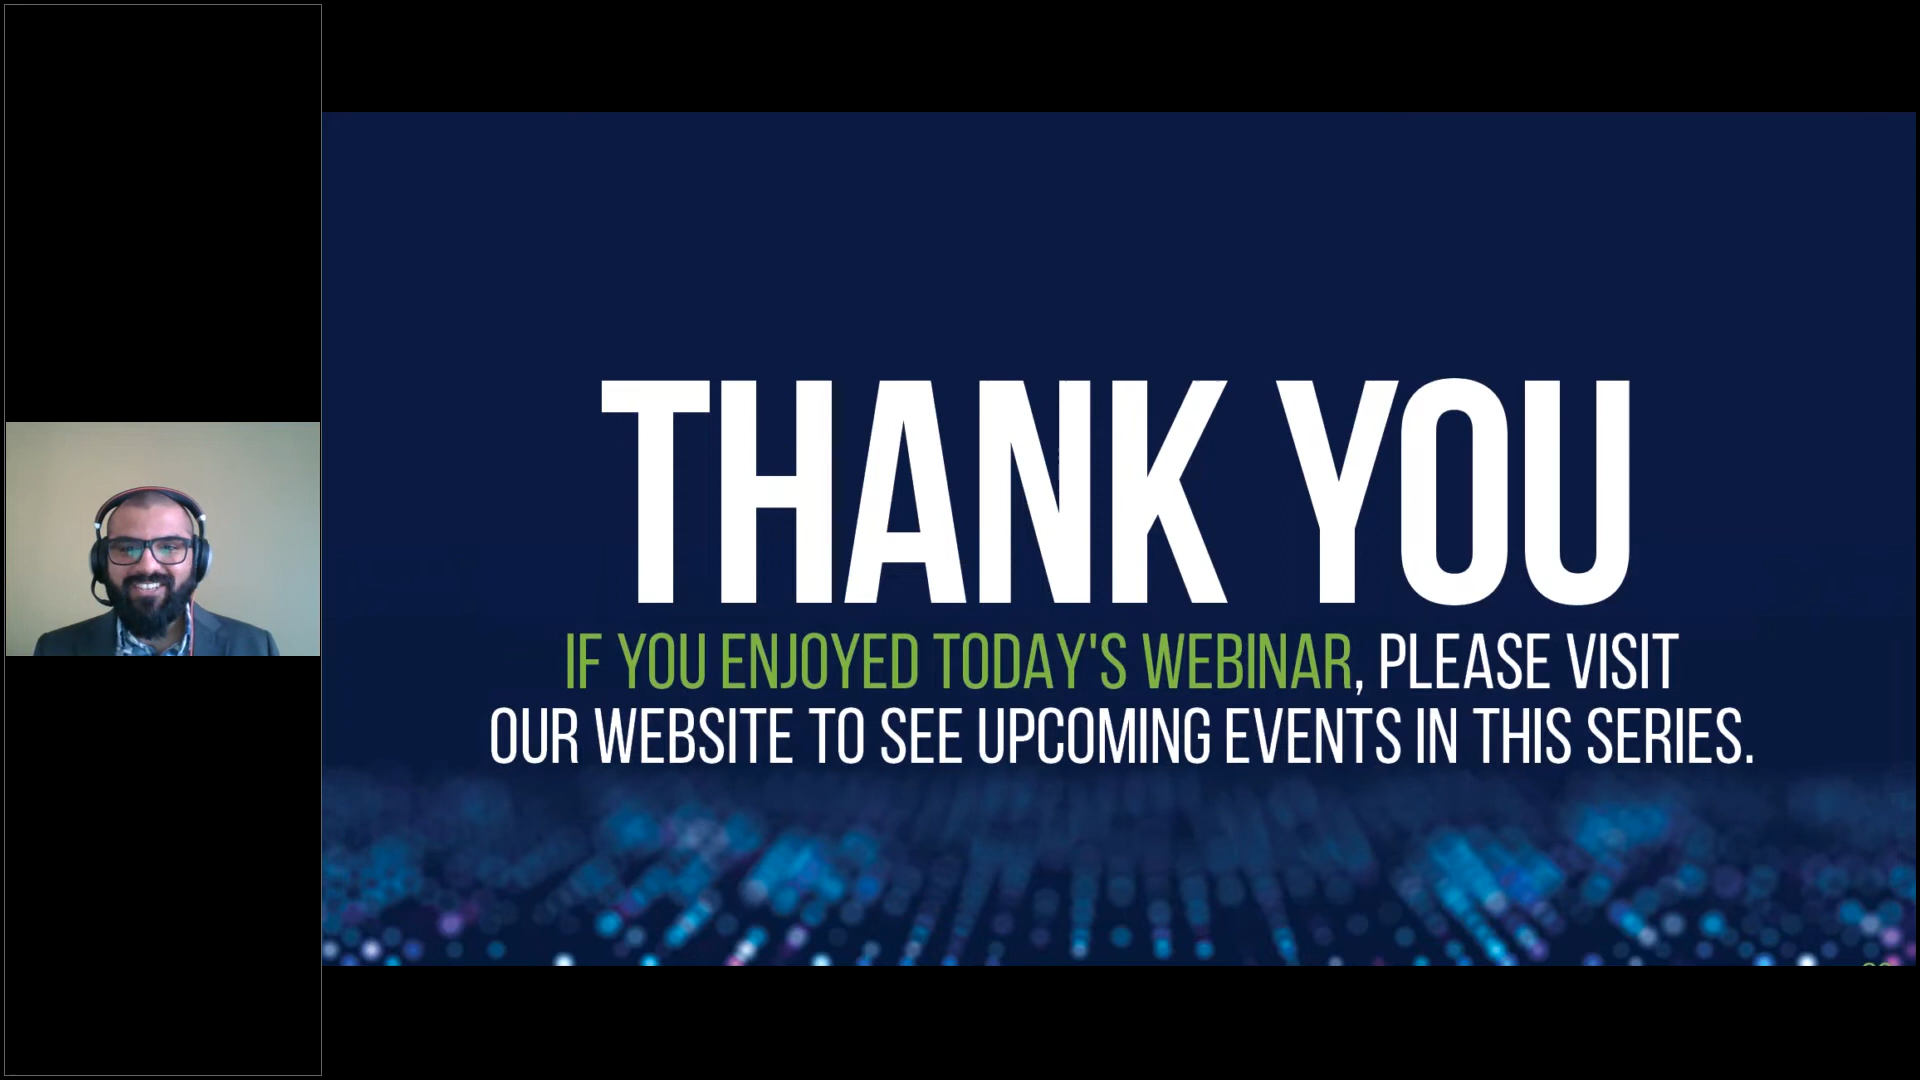 THANK YOU
IF YOU ENJOYED TODAY'S WEBINAR, PLEASE VISIT
OUR WEBSITE TO SEE UPCOMING EVENTS IN THIS SERIES.